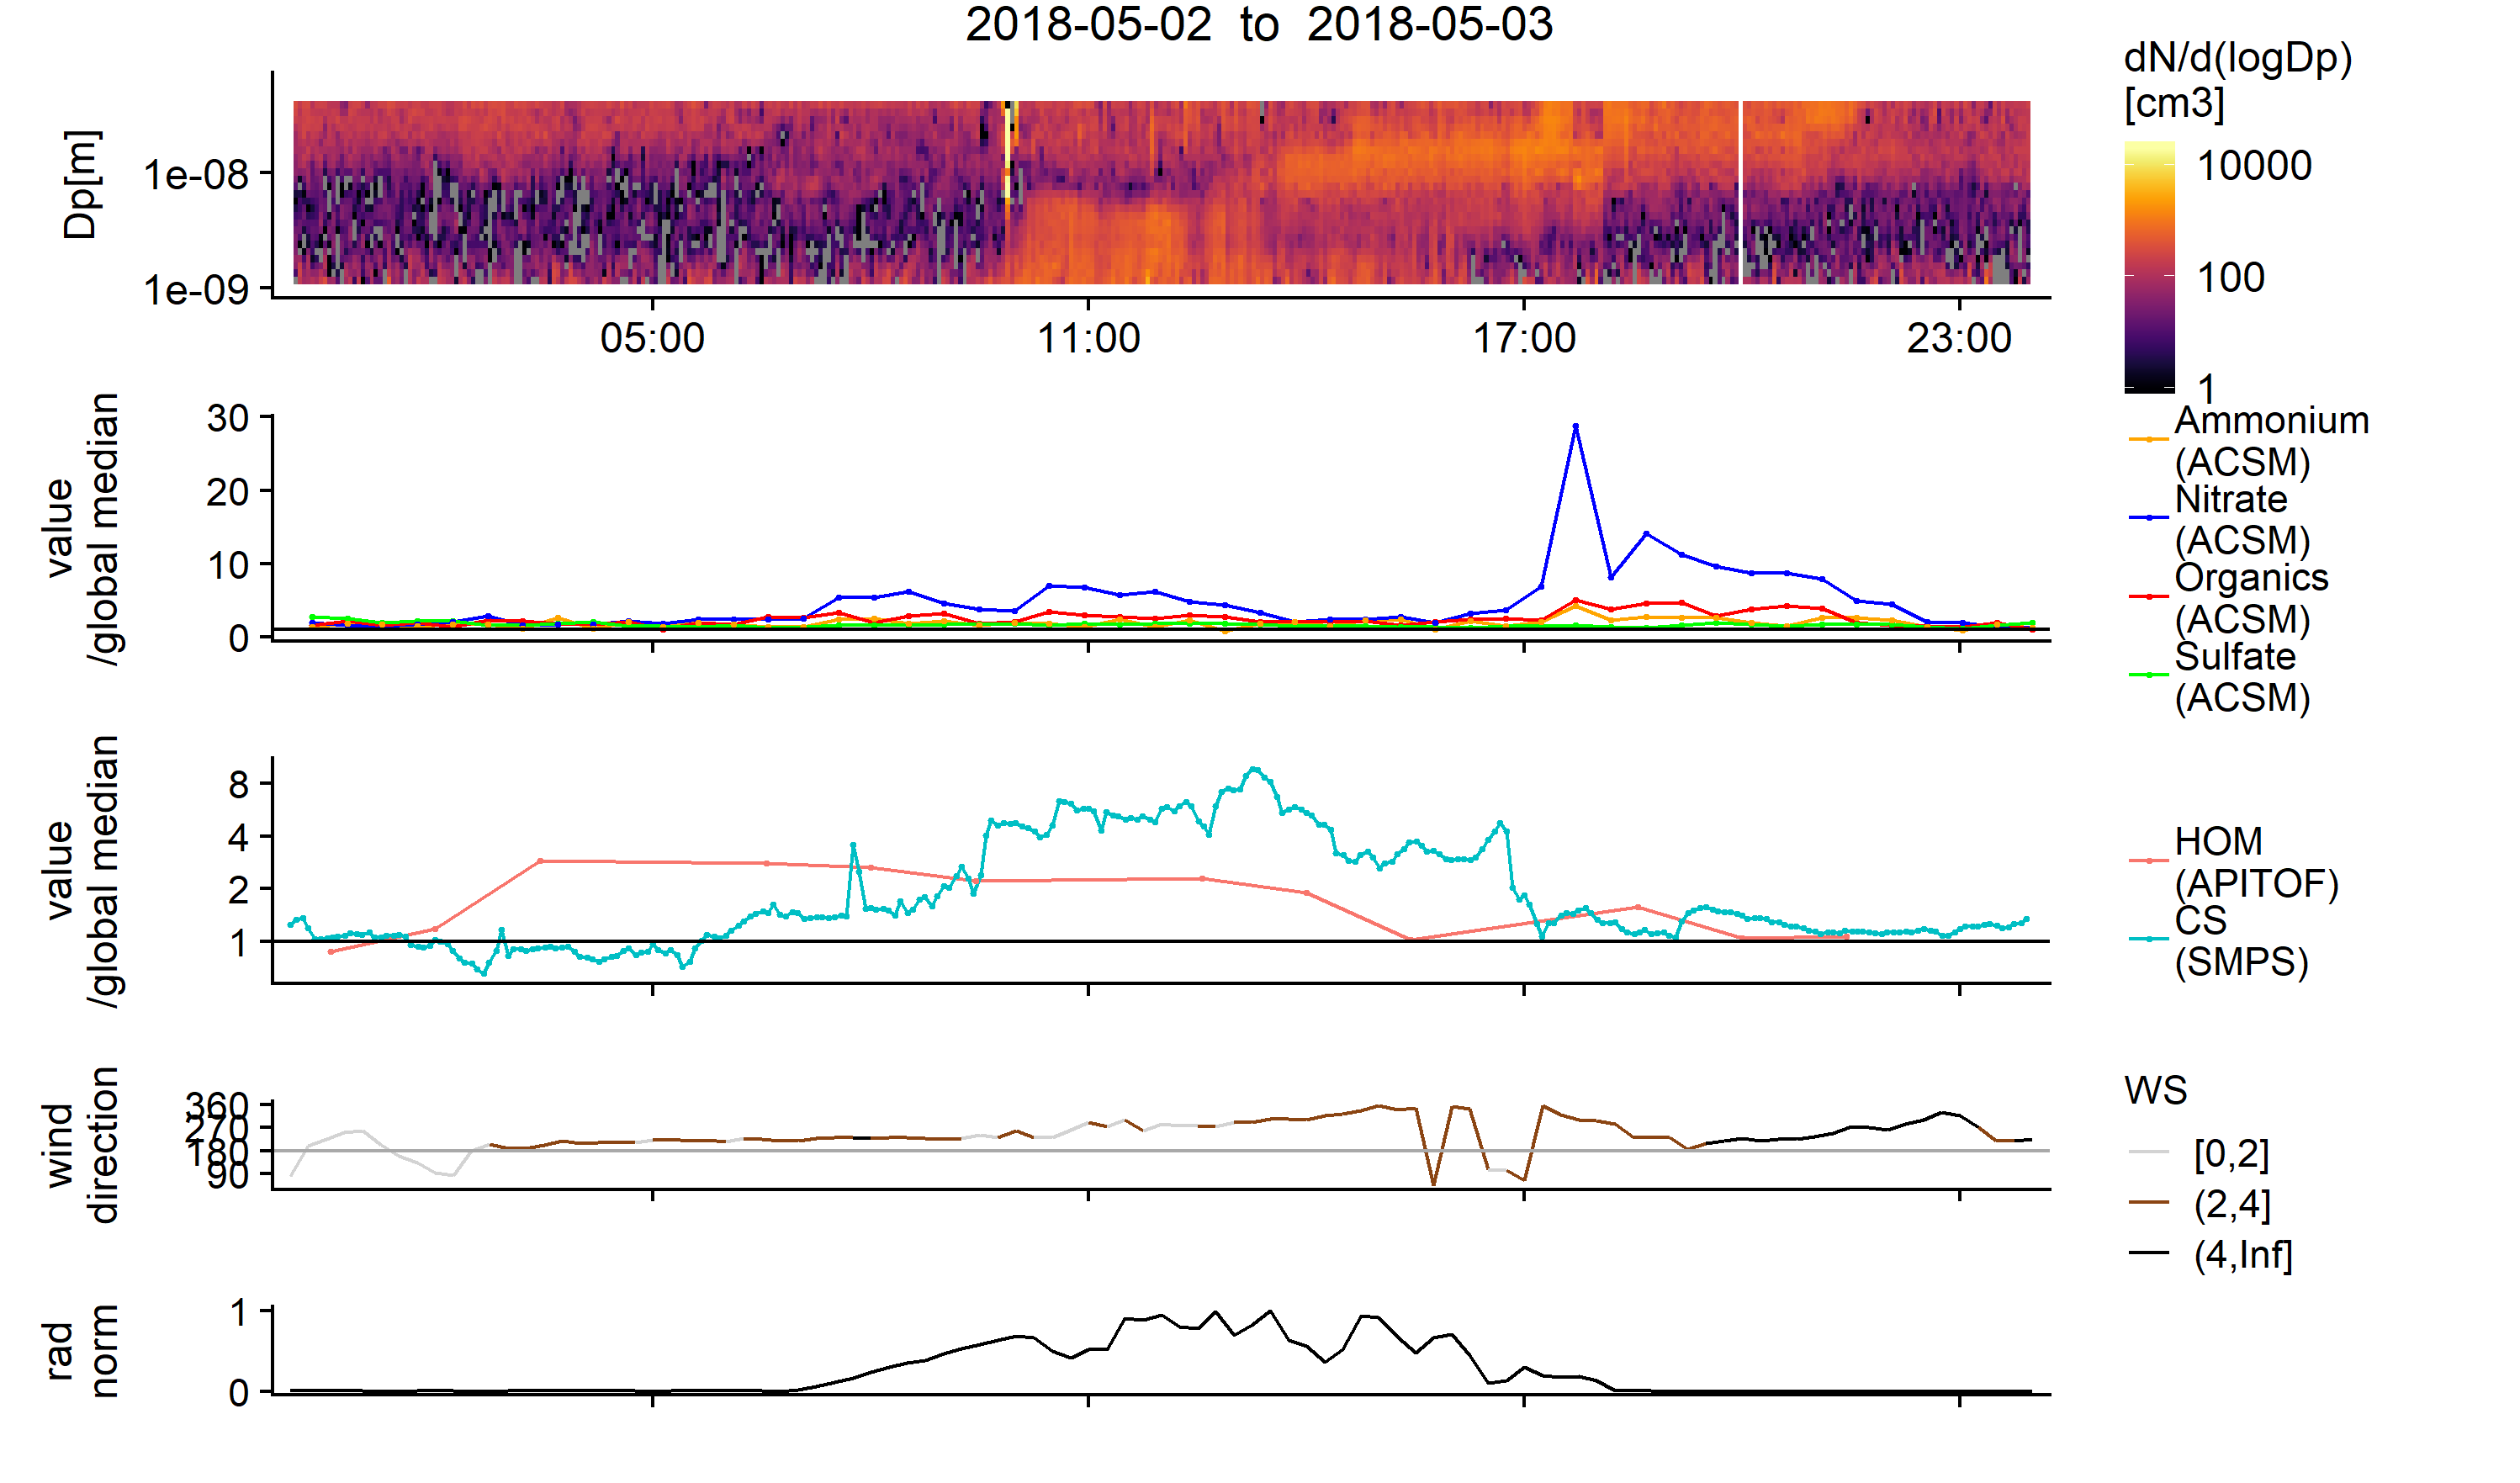 2018-05-02 to 2018-05-03
Dp[m]
1e-08
1e-09
05:00
11:00
17:00
23:00
dN/d(logDp)
[cm3]
10000
100
1
value
/global median
30
20
10
0
Ammonium
(ACSM)
Nitrate
(ACSM)
Organics
(ACSM)
Sulfate
(ACSM)
value
/global median
8
4
2
1
HOM
(APITOF)
CS
(SMPS)
wind
direction
360
270
180
90
WS
[0,2]
(2,4]
(4,Inf]
rad
norm
1
0